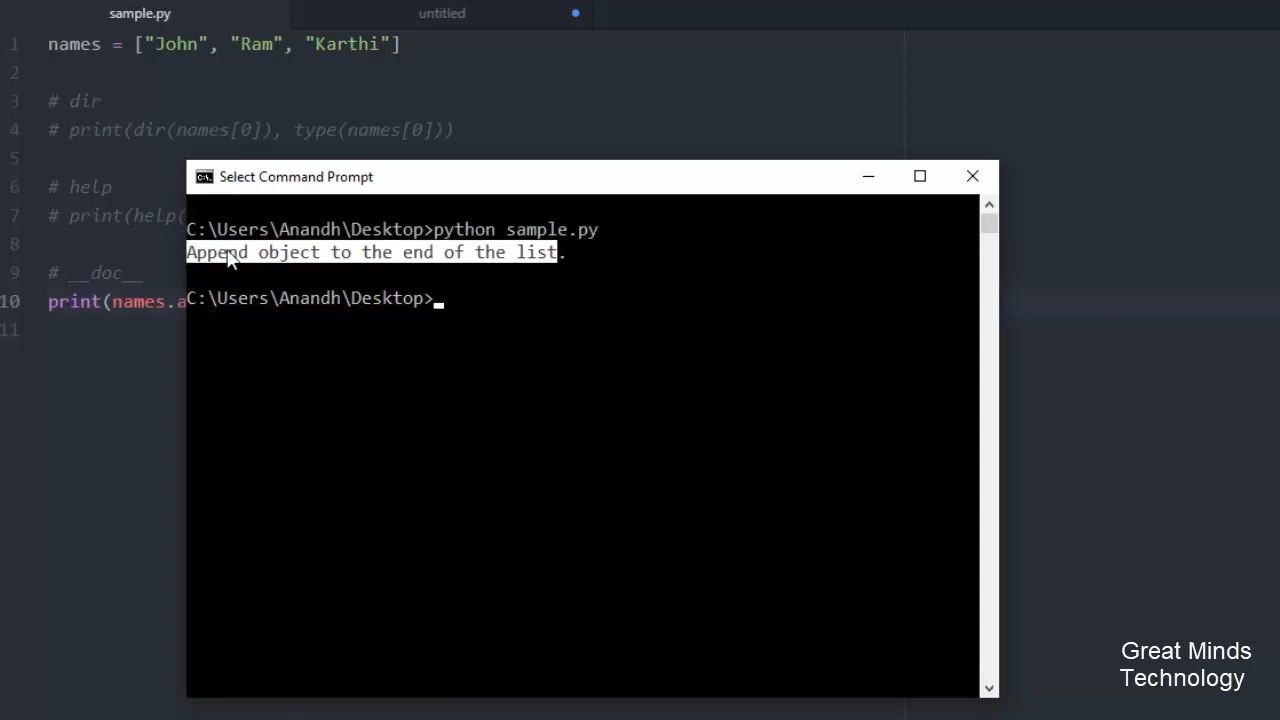 sample.py
untitled
1 names = ["John", "Ram", "Karthi"]
2
3 # dir
4 # print(dir(names[0]), type(names[0]))
5
6 # help
7 # print(help(
8
9 # __doc__
10 print(names.a
11
Select Command Prompt
C:\Users\Anandh\Desktop>python sample.py
Append object to the end of the list.
C:\Users\Anandh\Desktop>
Great Minds
Technology